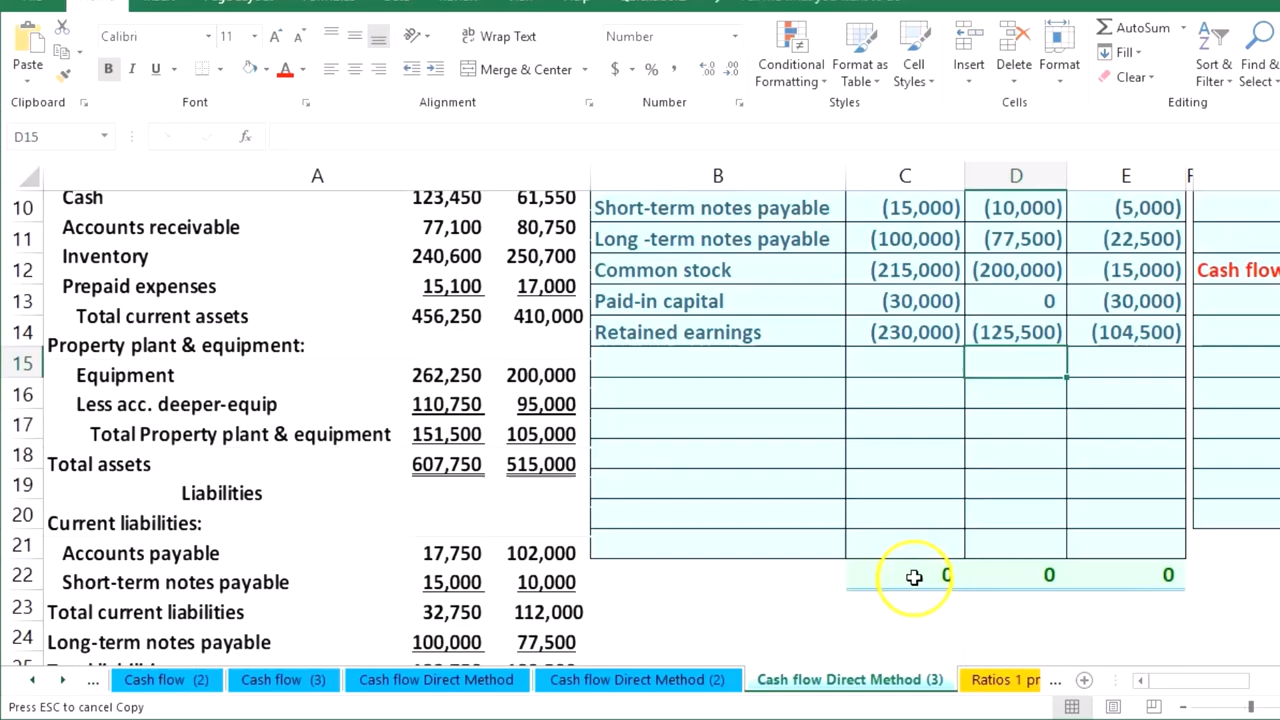 Calibri 11 Wrap Text Number AutoSum
Paste B I U Merge & Center $ % Conditional Formatting Format as Table Cell Styles Insert Delete Format Fill Clear Sort & Filter Find & Select
Clipboard Font Alignment Number Styles Cells Editing
D15 fx
A B C D E F
10 Cash 123,450 61,550 Short-term notes payable (15,000) (10,000) (5,000)
11 Accounts receivable 77,100 80,750 Long -term notes payable (100,000) (77,500) (22,500)
12 Inventory 240,600 250,700 Common stock (215,000) (200,000) (15,000) Cash flow
13 Prepaid expenses 15,100 17,000 Paid-in capital (30,000) 0 (30,000)
14 Total current assets 456,250 410,000 Retained earnings (230,000) (125,500) (104,500)
15 Property plant & equipment:
16 Equipment 262,250 200,000
17 Less acc. deeper-equip 110,750 95,000
18 Total Property plant & equipment 151,500 105,000
19 Total assets 607,750 515,000
Liabilities
20 Current liabilities:
21 Accounts payable 17,750 102,000
22 Short-term notes payable 15,000 10,000 0 0 0
23 Total current liabilities 32,750 112,000
24 Long-term notes payable 100,000 77,500
... Cash flow (2) Cash flow (3) Cash flow Direct Method Cash flow Direct Method (2) Cash flow Direct Method (3) Ratios 1 pr ...
Press ESC to cancel Copy